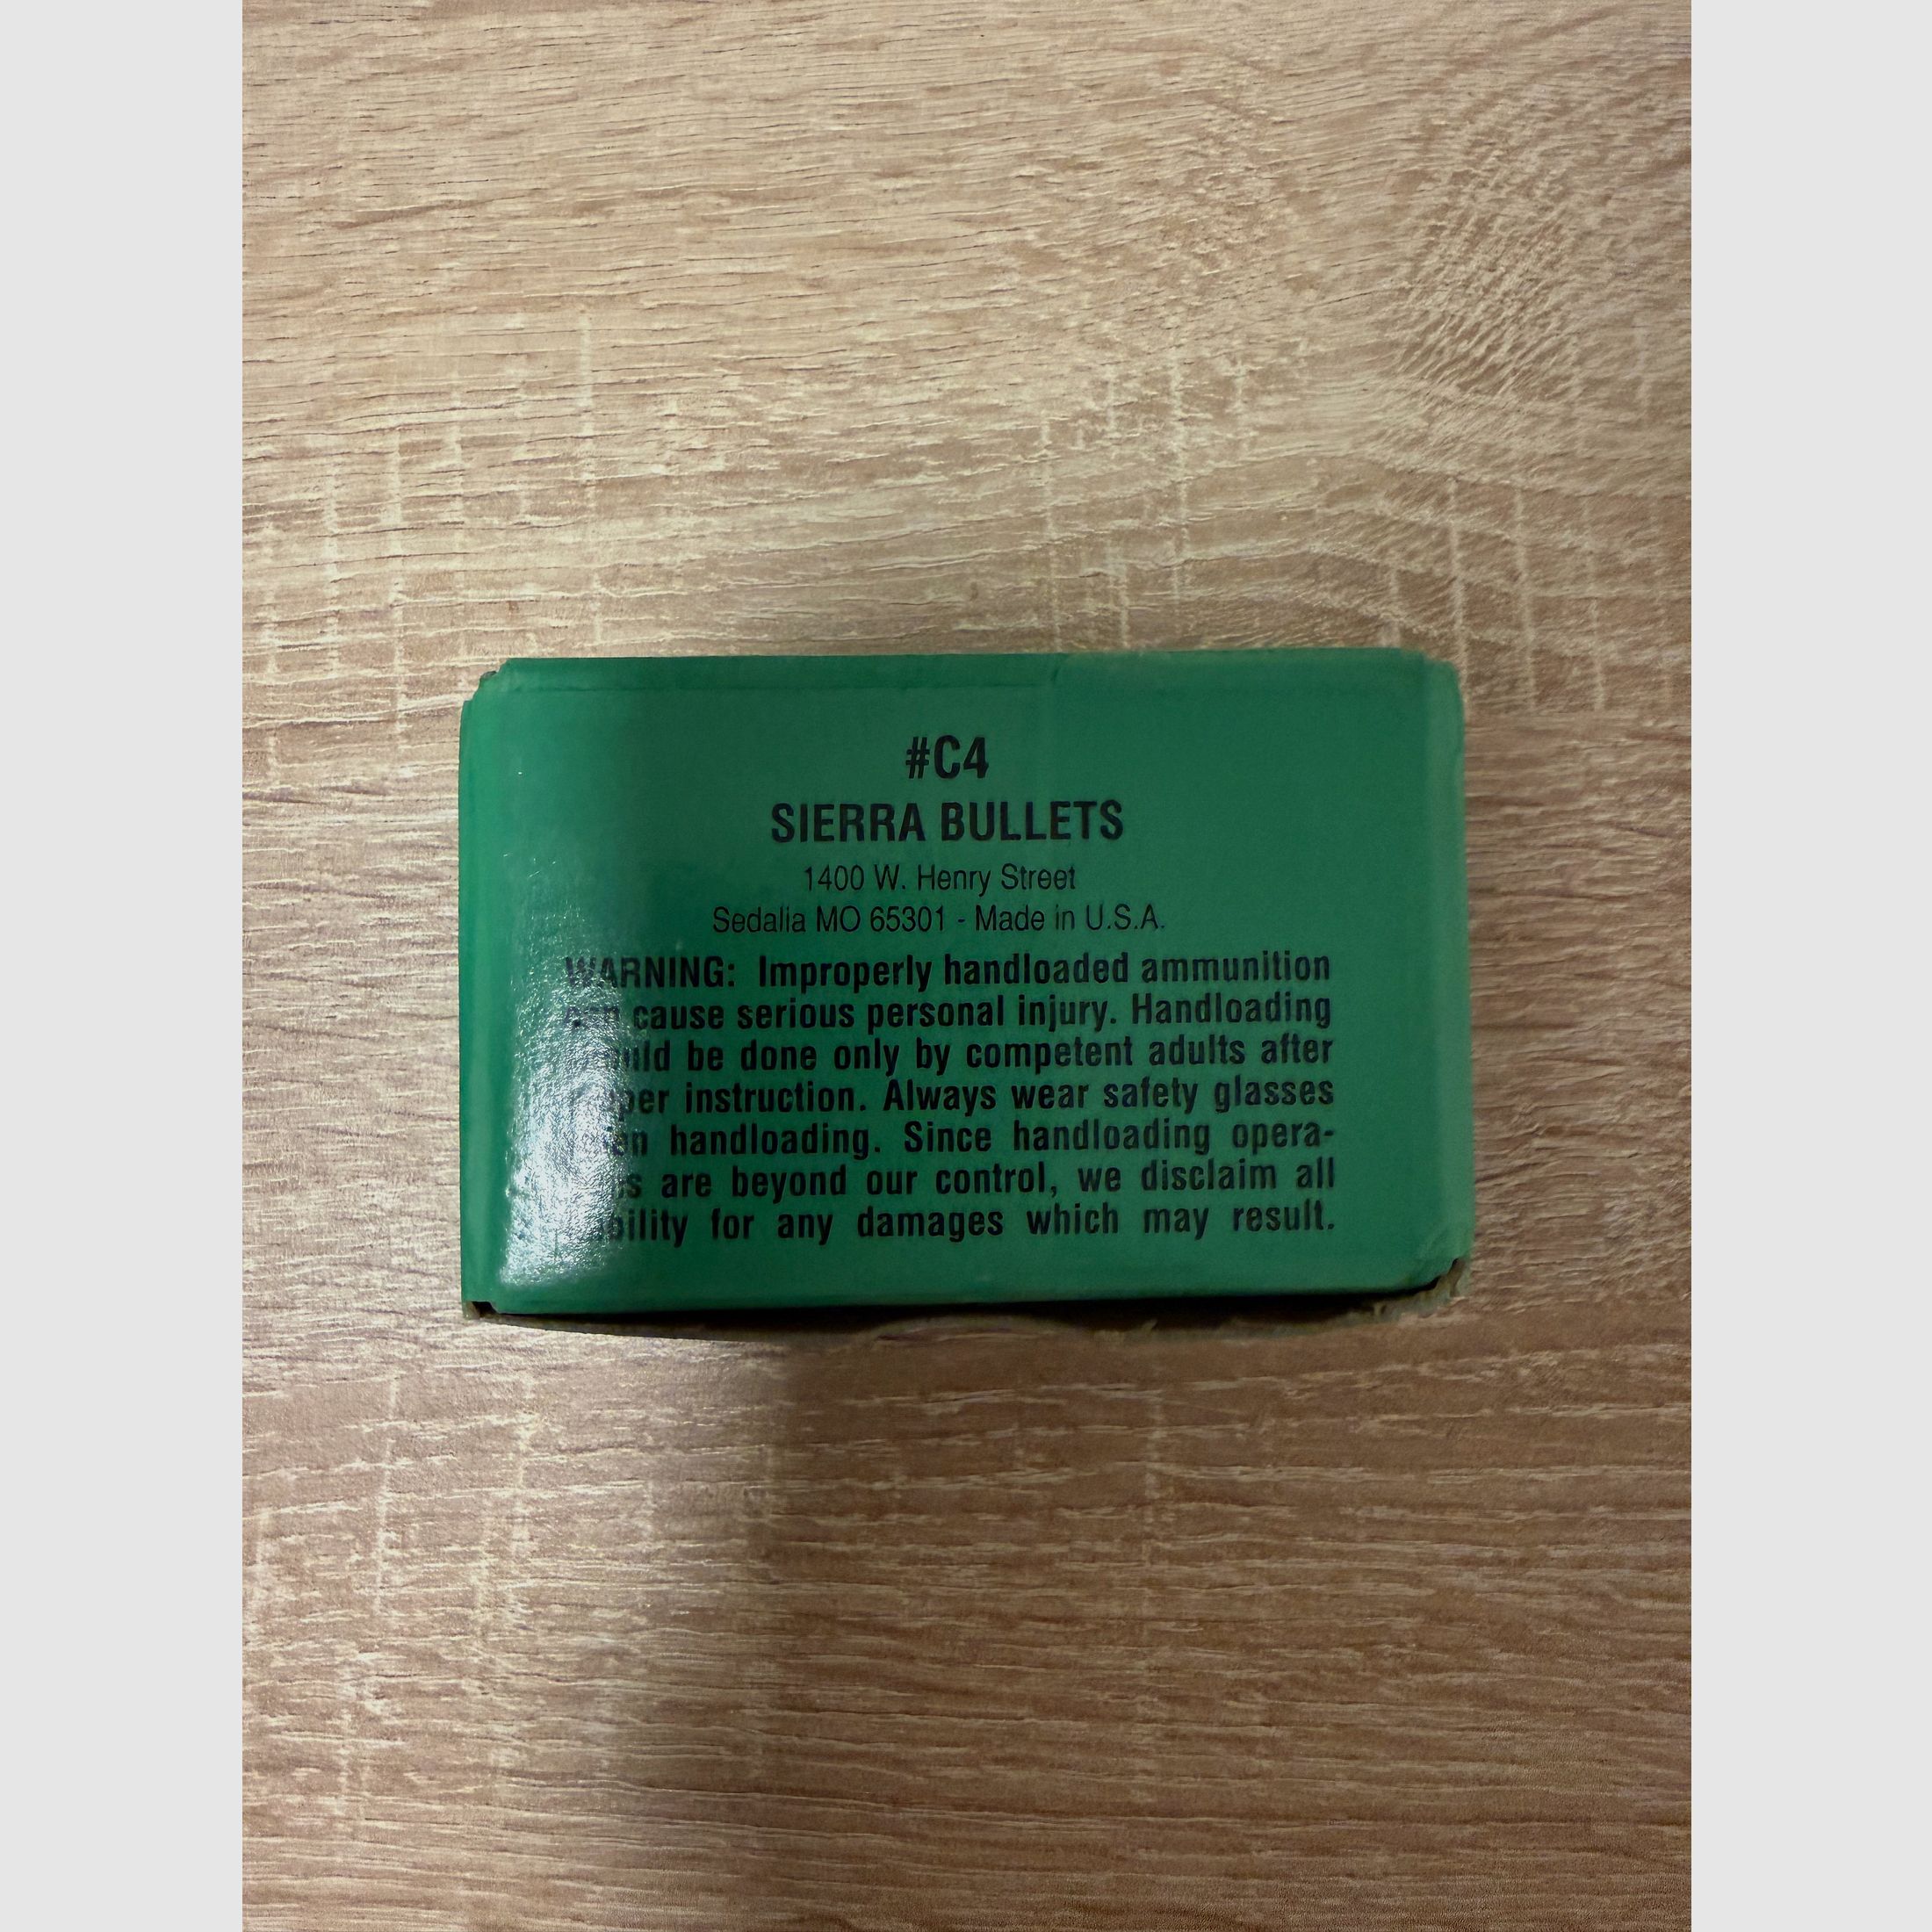 #C4
SIERRA BULLETS
1400 W. Henry Street
Sedalia MO 65301 - Made in U.S.A.
WARNING: Improperly handloaded ammunition
can cause serious personal injury. Handloading
be done only by competent adults after
instruction. Always wear safety glasses
handloading. Since handloading opera-
are beyond our control, we disclaim all
for any damages which may result.